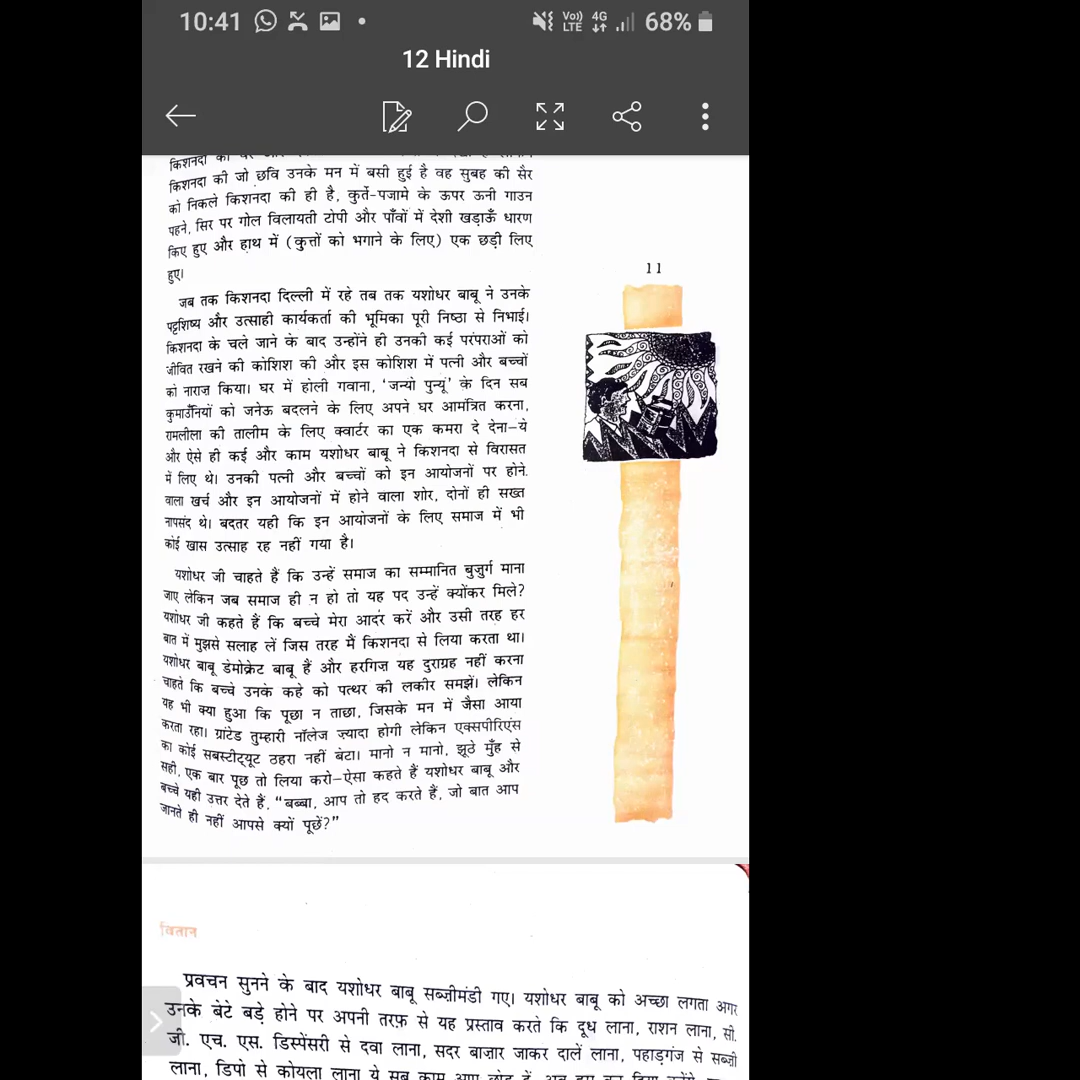 10:41
Vo)) LTE 4G 68%
12 Hindi
किशनदा
किशनदा की जो छवि उनके मन में बसी हुई है वह सुबह की सैर
को निकले किशनदा की ही है, कुर्ते-पजामे के ऊपर ऊनी गाउन
पहने, सिर पर गोल विलायती टोपी और पाँवों में देशी खड़ाऊँ धारण
किए हुए और हाथ में (कुत्तों को भगाने के लिए) एक छड़ी लिए
हुए।
11
जब तक किशनदा दिल्ली में रहे तब तक यशोधर बाबू ने उनके
पट्टशिष्य और उत्साही कार्यकर्ता की भूमिका पूरी निष्ठा से निभाई।
किशनदा के चले जाने के बाद उन्होंने ही उनकी कई परंपराओं को
जीवित रखने की कोशिश की और इस कोशिश में पत्नी और बच्चों
को नाराज किया। घर में होली गवाना, 'जन्यो पुन्यूं' के दिन सब
कुमाउँनियों को जनेऊ बदलने के लिए अपने घर आमंत्रित करना,
रामलीला की तालीम के लिए क्वार्टर का एक कमरा दे देना—ये
और ऐसे ही कई और काम यशोधर बाबू ने किशनदा से विरासत
में लिए थे। उनकी पत्नी और बच्चों को इन आयोजनों पर होने
वाला खर्च और इन आयोजनों में होने वाला शोर, दोनों ही सख्त
नापसंद थे। बदतर यही कि इन आयोजनों के लिए समाज में भी
कोई खास उत्साह रह नहीं गया है।
यशोधर जी चाहते हैं कि उन्हें समाज का सम्मानित बुजुर्ग माना
जाए लेकिन जब समाज ही न हो तो यह पद उन्हें क्योंकर मिले?
यशोधर जी कहते हैं कि बच्चे मेरा आदर करें और उसी तरह हर
बात में मुझसे सलाह लें जिस तरह मैं किशनदा से लिया करता था।
यशोधर बाबू डेमोक्रेट बाबू हैं और हरगिज़ यह दुराग्रह नहीं करना
चाहते कि बच्चे उनके कहे को पत्थर की लकीर समझें। लेकिन
यह भी क्या हुआ कि पूछा न ताछा, जिसके मन में जैसा आया
करता रहा। ग्रांटेड तुम्हारी नॉलेज ज़्यादा होगी लेकिन एक्सपीरिएंस
का कोई सबस्टीट्यूट ठहरा नहीं बेटा। मानो न मानो, झूठे मुँह से
सही, एक बार पूछ तो लिया करो—ऐसा कहते हैं यशोधर बाबू और
बच्चे यही उत्तर देते हैं, "बब्बा, आप तो हद करते हैं, जो बात आप
जानते ही नहीं आपसे क्यों पूछें?"
वितान
प्रवचन सुनने के बाद यशोधर बाबू सब्ज़ीमंडी गए। यशोधर बाबू को अच्छा लगता अगर
उनके बेटे बड़े होने पर अपनी तरफ़ से यह प्रस्ताव करते कि दूध लाना, राशन लाना, सी.
जी. एच. एस. डिस्पेंसरी से दवा लाना, सदर बाज़ार जाकर दालें लाना, पहाड़गंज से सब्ज़ी
लाना, डिपो से कोयला लाना ये सब काम आप छोड़ दें,